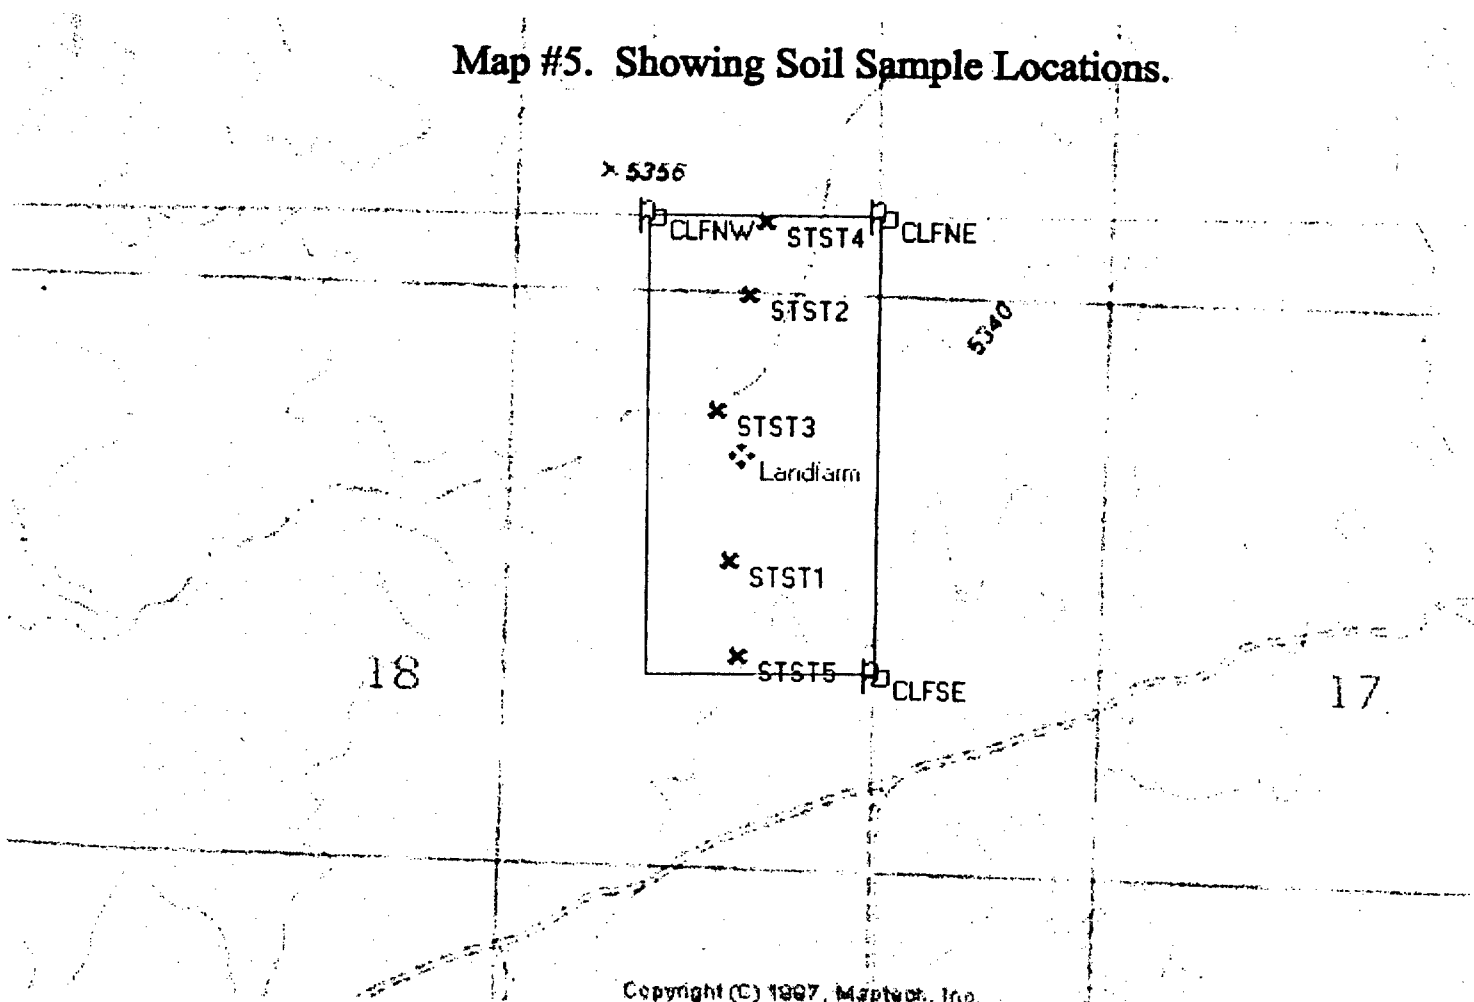 Map #5. Showing Soil Sample Locations.
× 5356
CLFNW
STST4
CLFNE
STST2
5340
STST3
Landfarm
STST1
STST5
CLFSE
18
17
Copyright (C) 1997, Maptech, Inc.